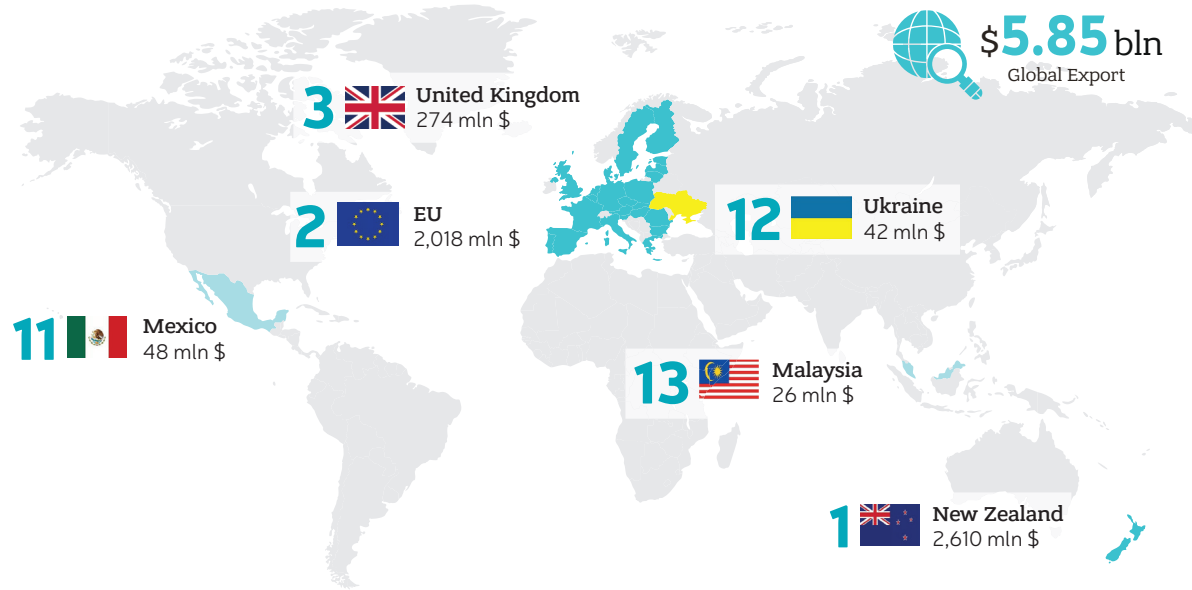 $5.85 bln
Global Export
3
United Kingdom
274 mln $
2
EU
2,018 mln $
12
Ukraine
42 mln $
11
Mexico
48 mln $
13
Malaysia
26 mln $
1
New Zealand
2,610 mln $